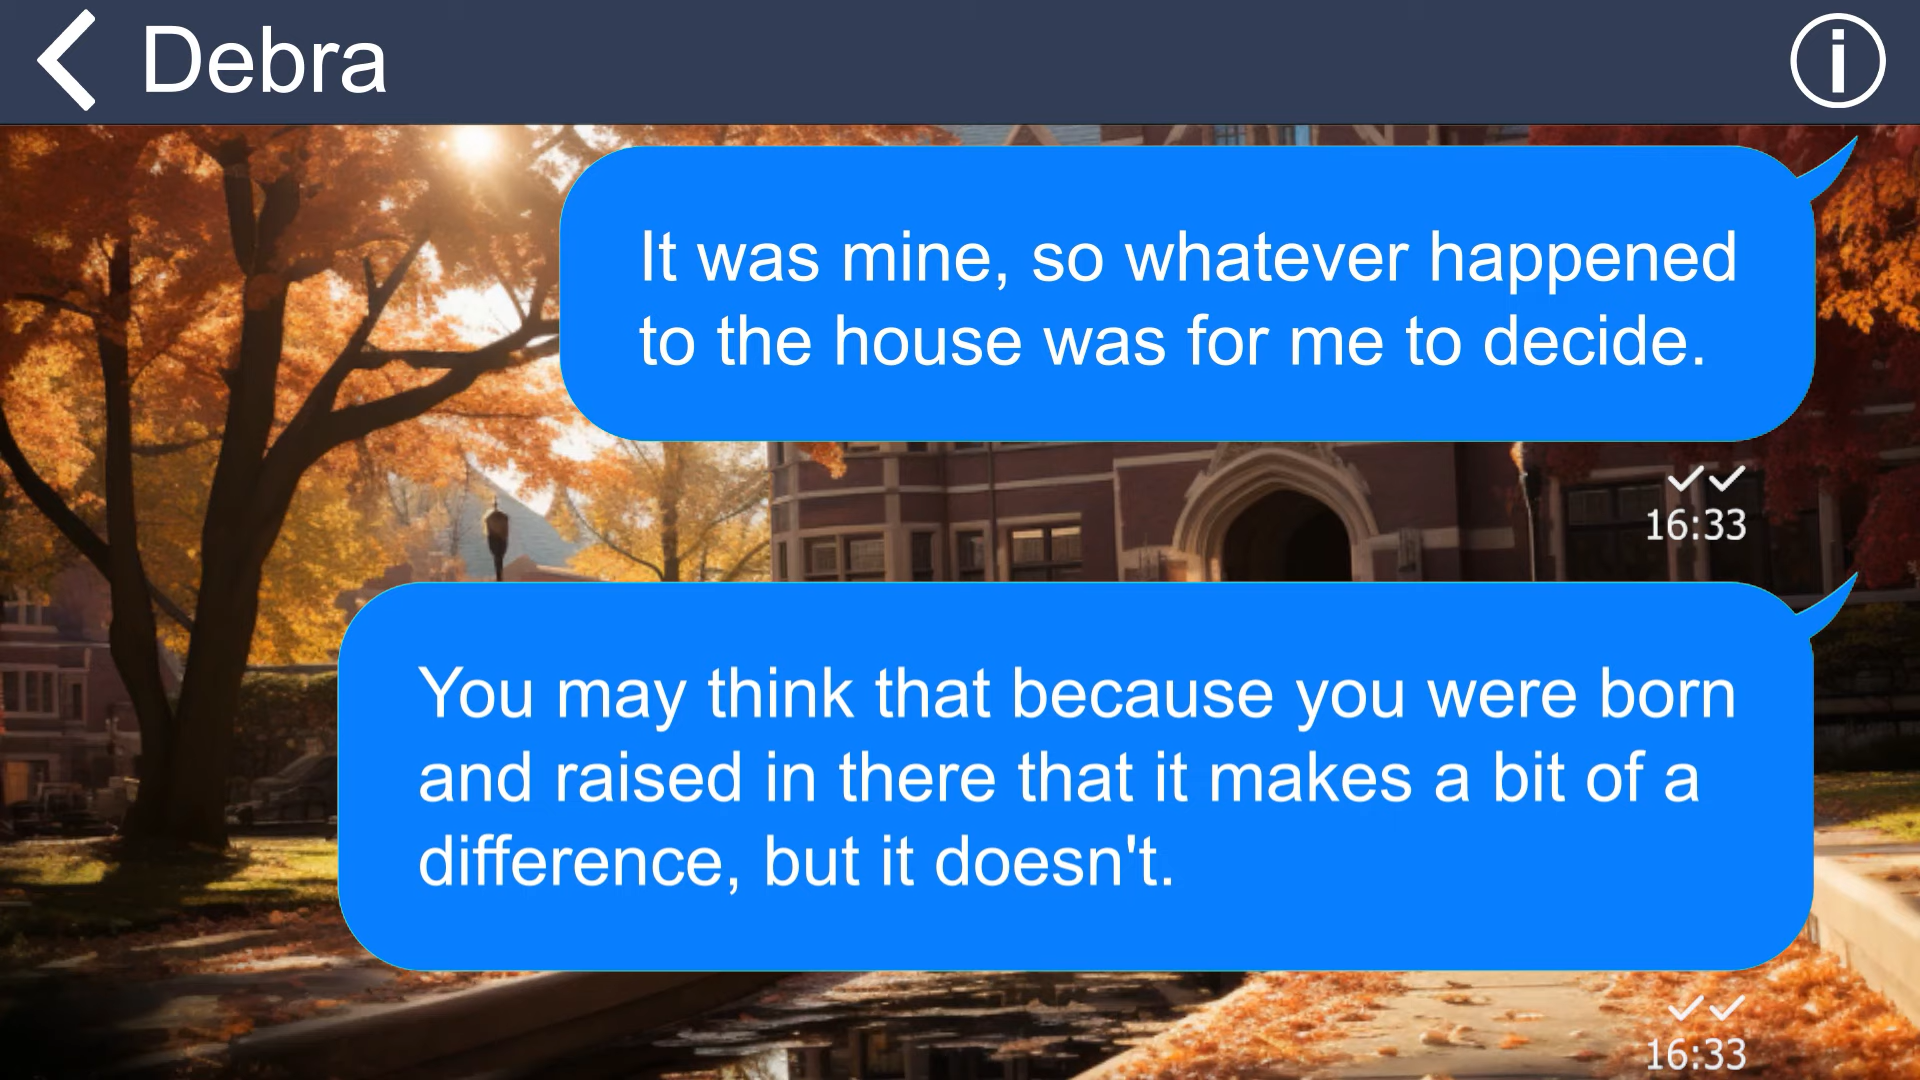 Debra
It was mine, so whatever happened
to the house was for me to decide.
16:33
You may think that because you were born
and raised in there that it makes a bit of a
difference, but it doesn't.
16:33